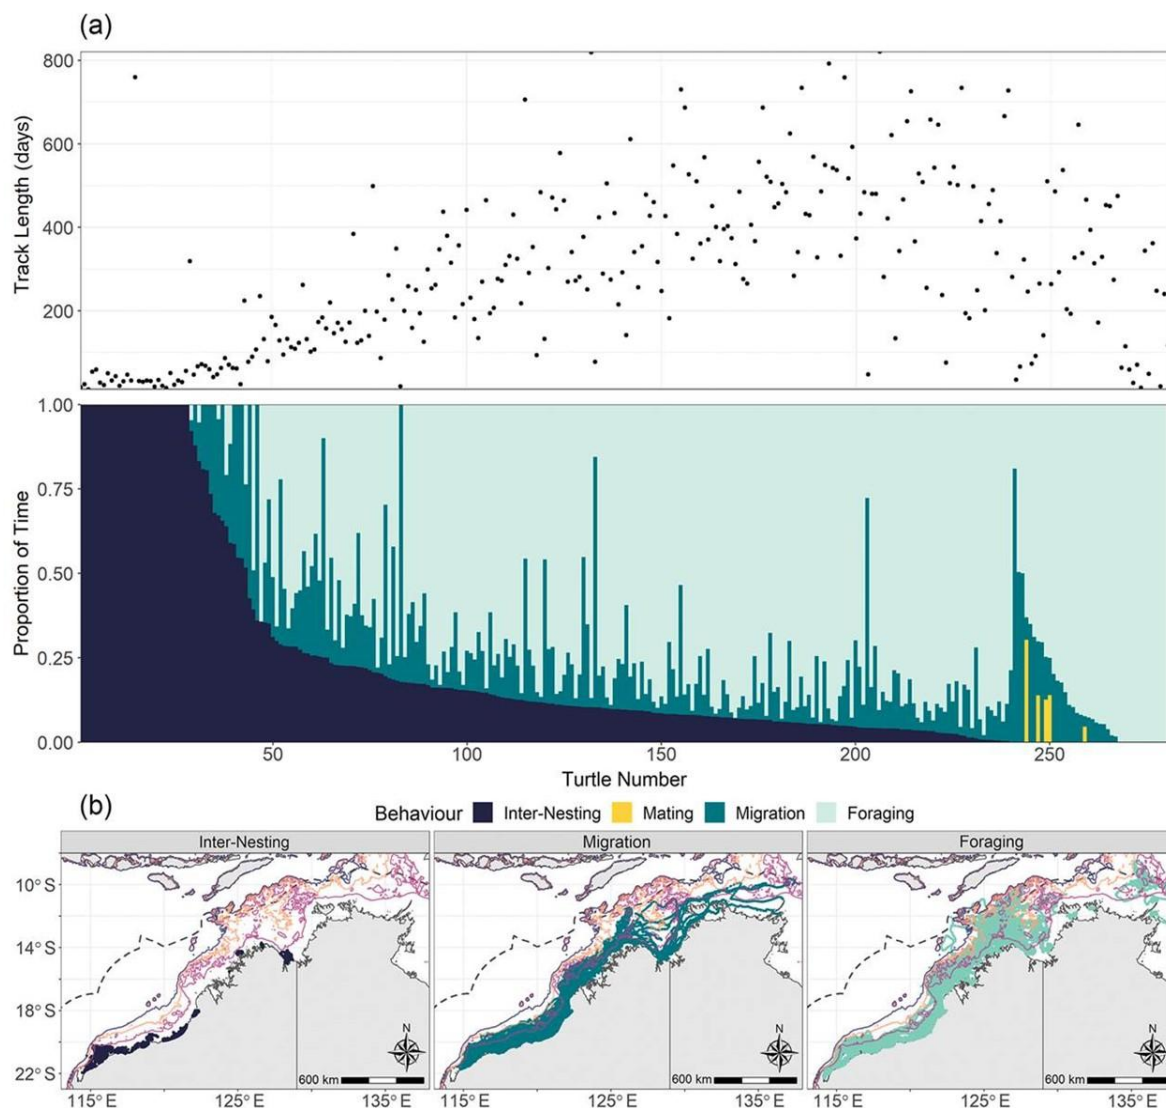 (a)
800
600
400
200
Track Length (days)
1.00
0.75
0.50
0.25
0.00
Proportion of Time
50 100 150 200 250
Turtle Number
(b)
Behaviour Inter-Nesting Mating Migration Foraging
Inter-Nesting Migration Foraging
10° S
14° S
18° S
22° S
N N N
600 km 600 km 600 km
115° E 125° E 135° E 115° E 125° E 135° E 115° E 125° E 135° E